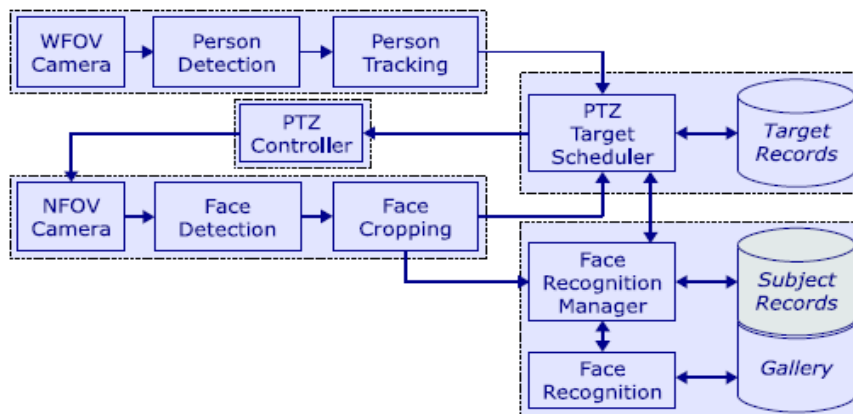 WFOV
Camera
Person
Detection
Person
Tracking
PTZ
Controller
PTZ
Target
Scheduler
Target
Records
NFOV
Camera
Face
Detection
Face
Cropping
Face
Recognition
Manager
Subject
Records
Face
Recognition
Gallery